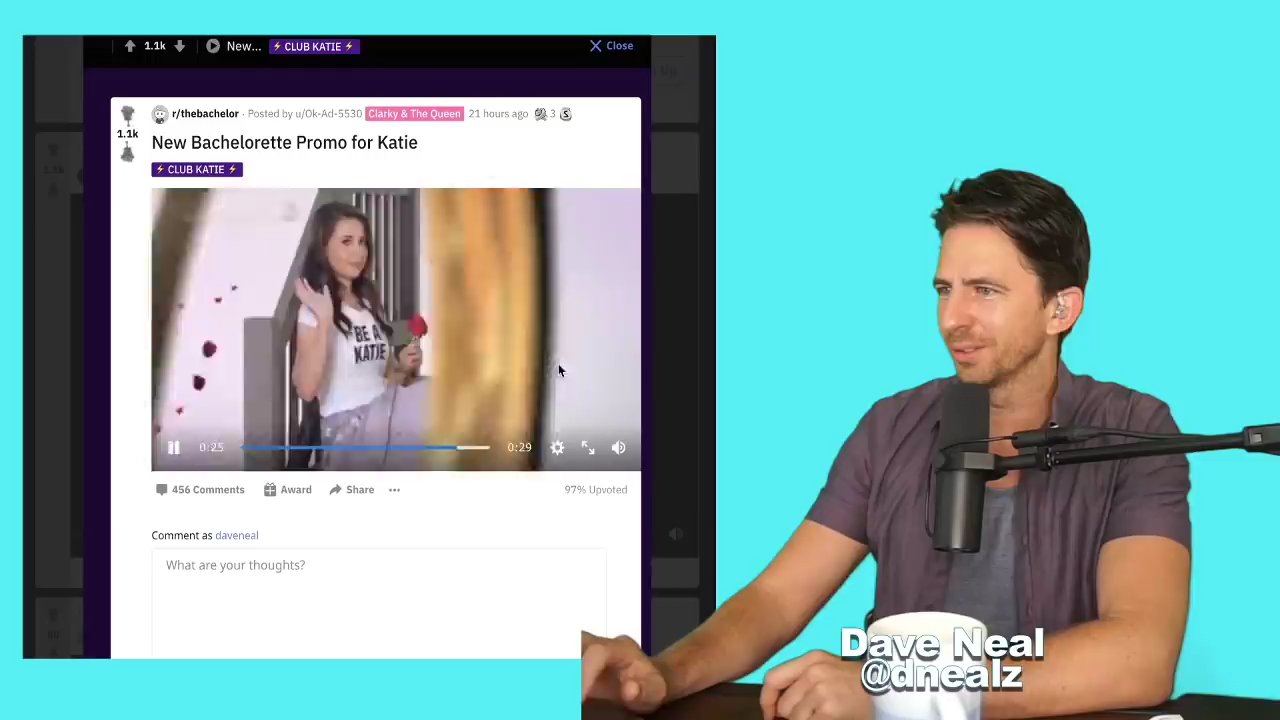 1.1k New... ⚡ CLUB KATIE ⚡ Close
r/thebachelor · Posted by u/Ok-Ad-5530 Clarky & The Queen 21 hours ago 3 S
1.1k
New Bachelorette Promo for Katie
⚡ CLUB KATIE ⚡
BE A
KATIE
0:25 0:29
456 Comments Award Share ··· 97% Upvoted
Comment as daveneal
What are your thoughts?
Dave Neal
@dnealz